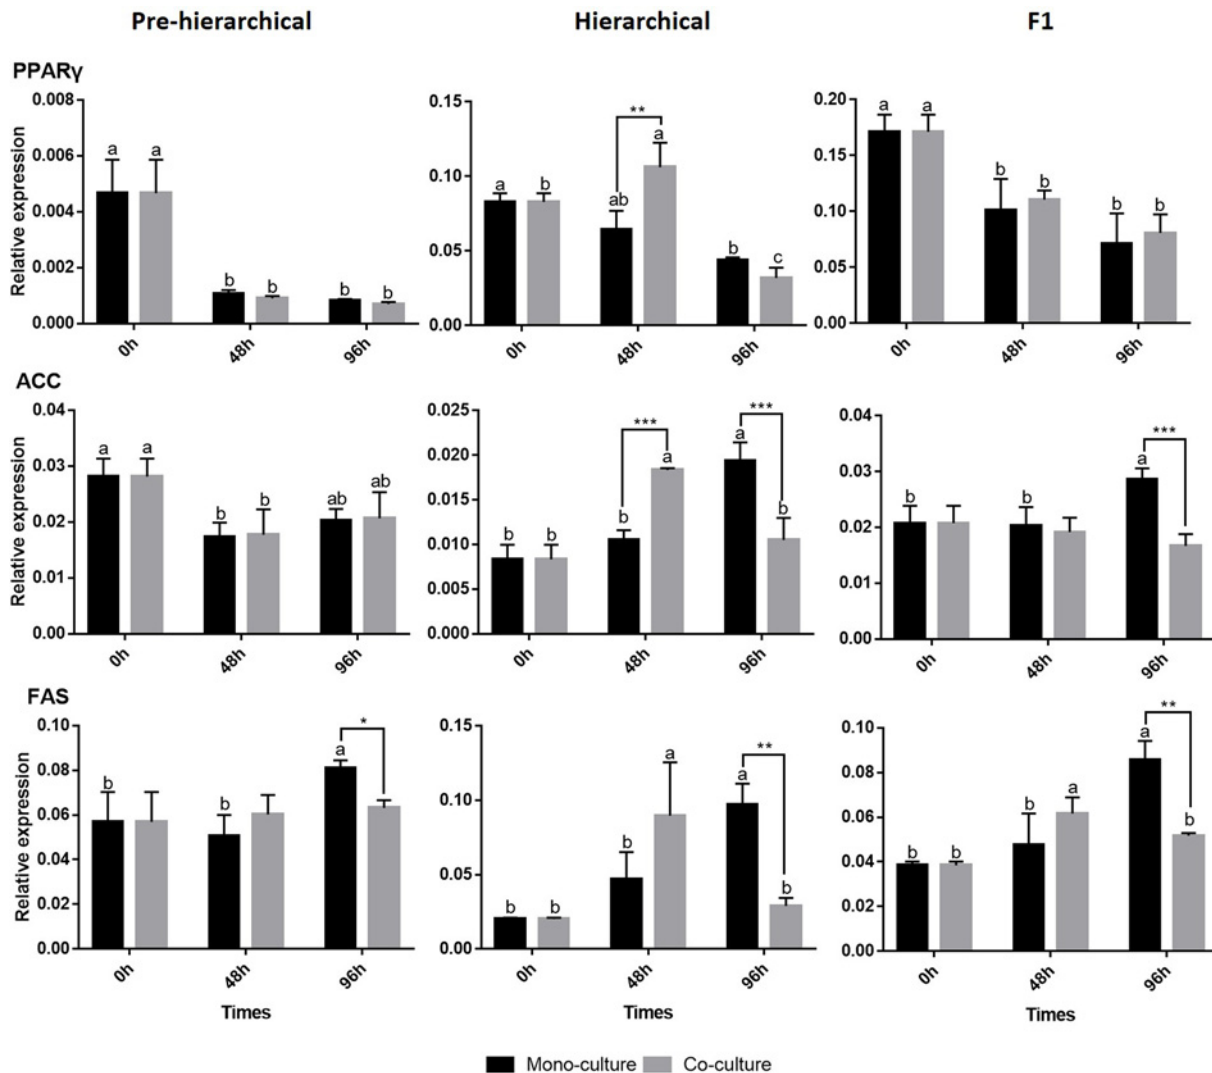 Pre-hierarchical Hierarchical F1
PPARγ
Relative expression
0.008
0.006
0.004
0.002
0.000
a a
b b
b b
0h 48h 96h
0.15
0.10
0.05
0.00
**
a b
ab a
b c
0h 48h 96h
0.20
0.15
0.10
0.05
0.00
a a
b b
b b
0h 48h 96h
ACC
Relative expression
0.04
0.03
0.02
0.01
0.00
a a
b b
ab ab
0h 48h 96h
0.025
0.020
0.015
0.010
0.005
0.000
*** ***
b b
b a
a b
0h 48h 96h
0.04
0.03
0.02
0.01
0.00
***
b
b
a
0h 48h 96h
FAS
Relative expression
0.10
0.08
0.06
0.04
0.02
0.00
*
b
b
a
0h 48h 96h
Times
0.15
0.10
0.05
0.00
**
b b
b a
a b
0h 48h 96h
Times
0.10
0.08
0.06
0.04
0.02
0.00
**
b b
b a
a b
0h 48h 96h
Times
Mono-culture Co-culture